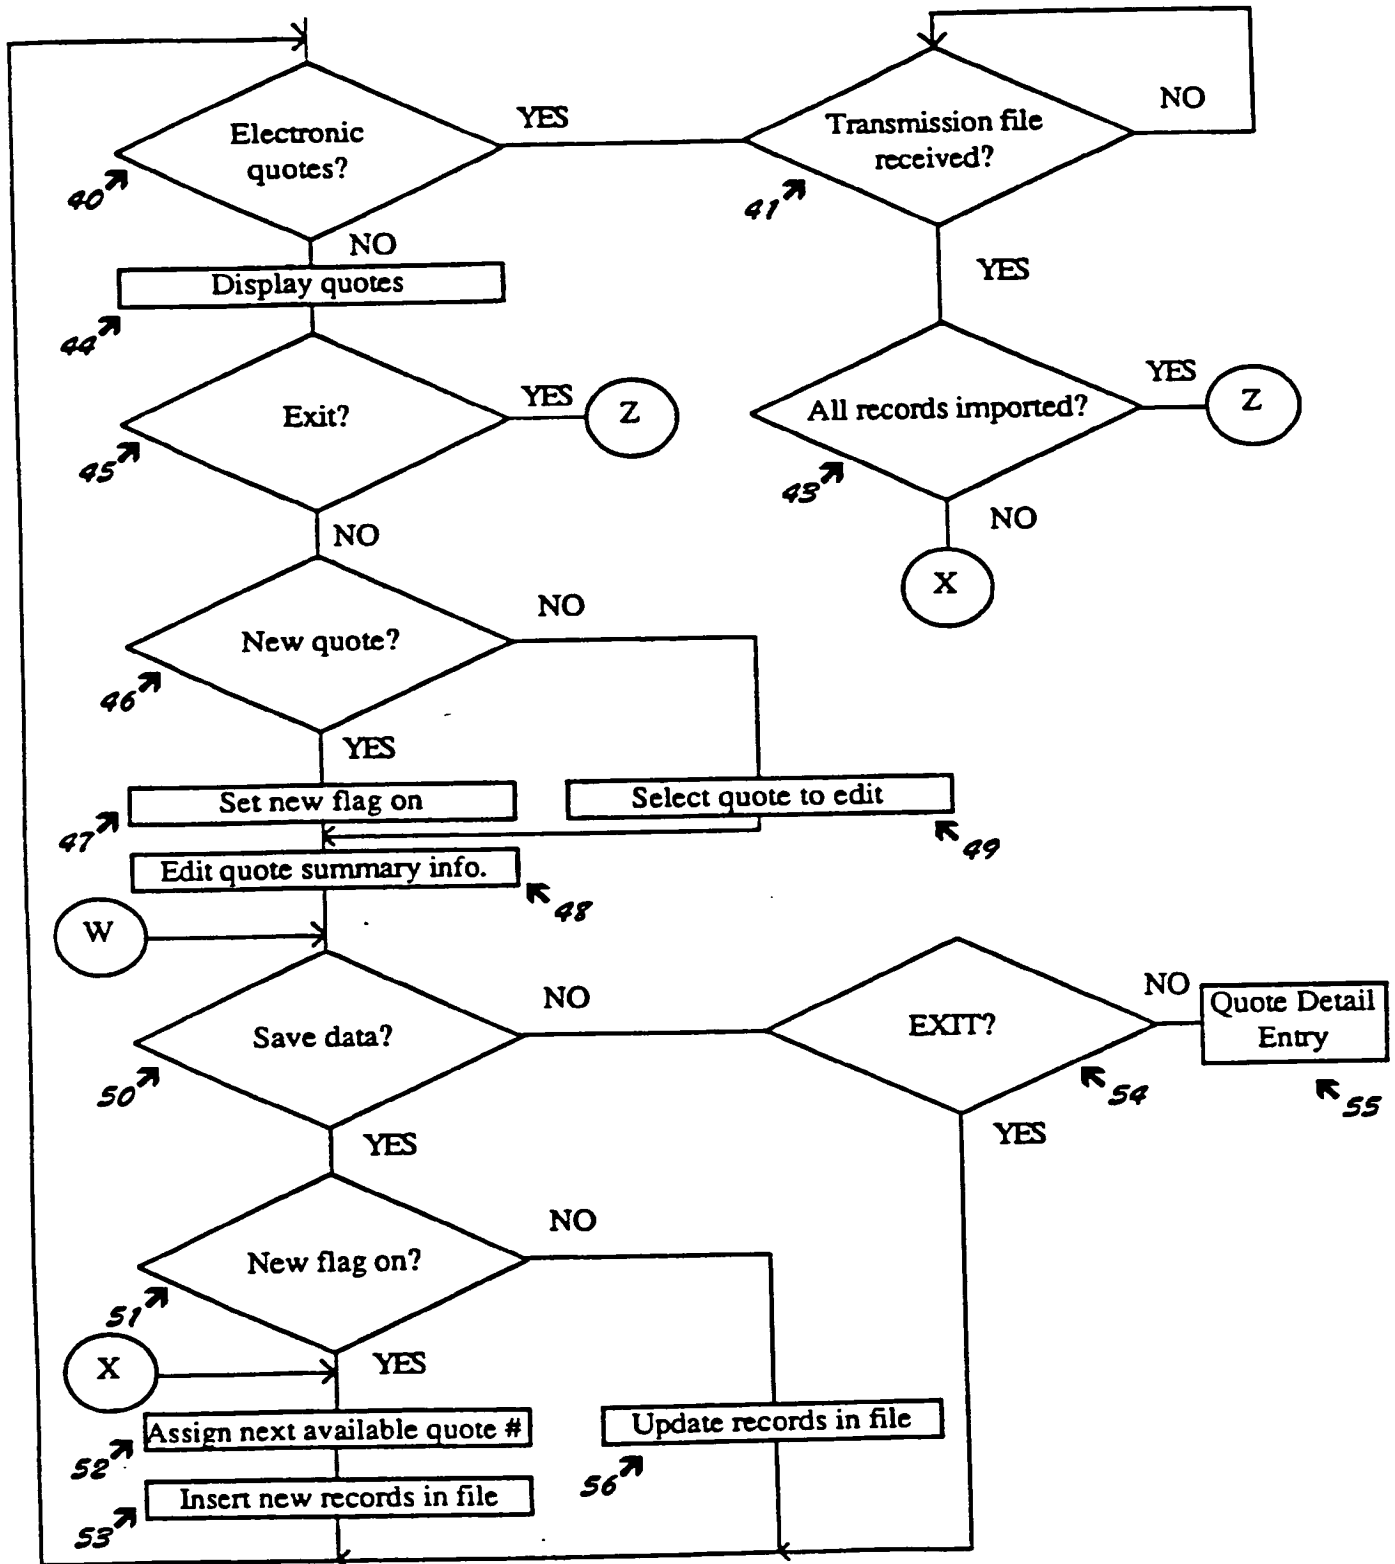 Electronic
quotes?
YES
40
NO
Transmission file
received?
NO
41
YES
Display quotes
44
Exit?
YES
Z
45
NO
All records imported?
YES
Z
43
NO
X
New quote?
NO
46
YES
Set new flag on
47
Select quote to edit
49
Edit quote summary info.
48
W
Save data?
NO
50
YES
EXIT?
NO
54
YES
Quote Detail
Entry
55
New flag on?
NO
51
YES
X
Assign next available quote #
52
Update records in file
56
Insert new records in file
53